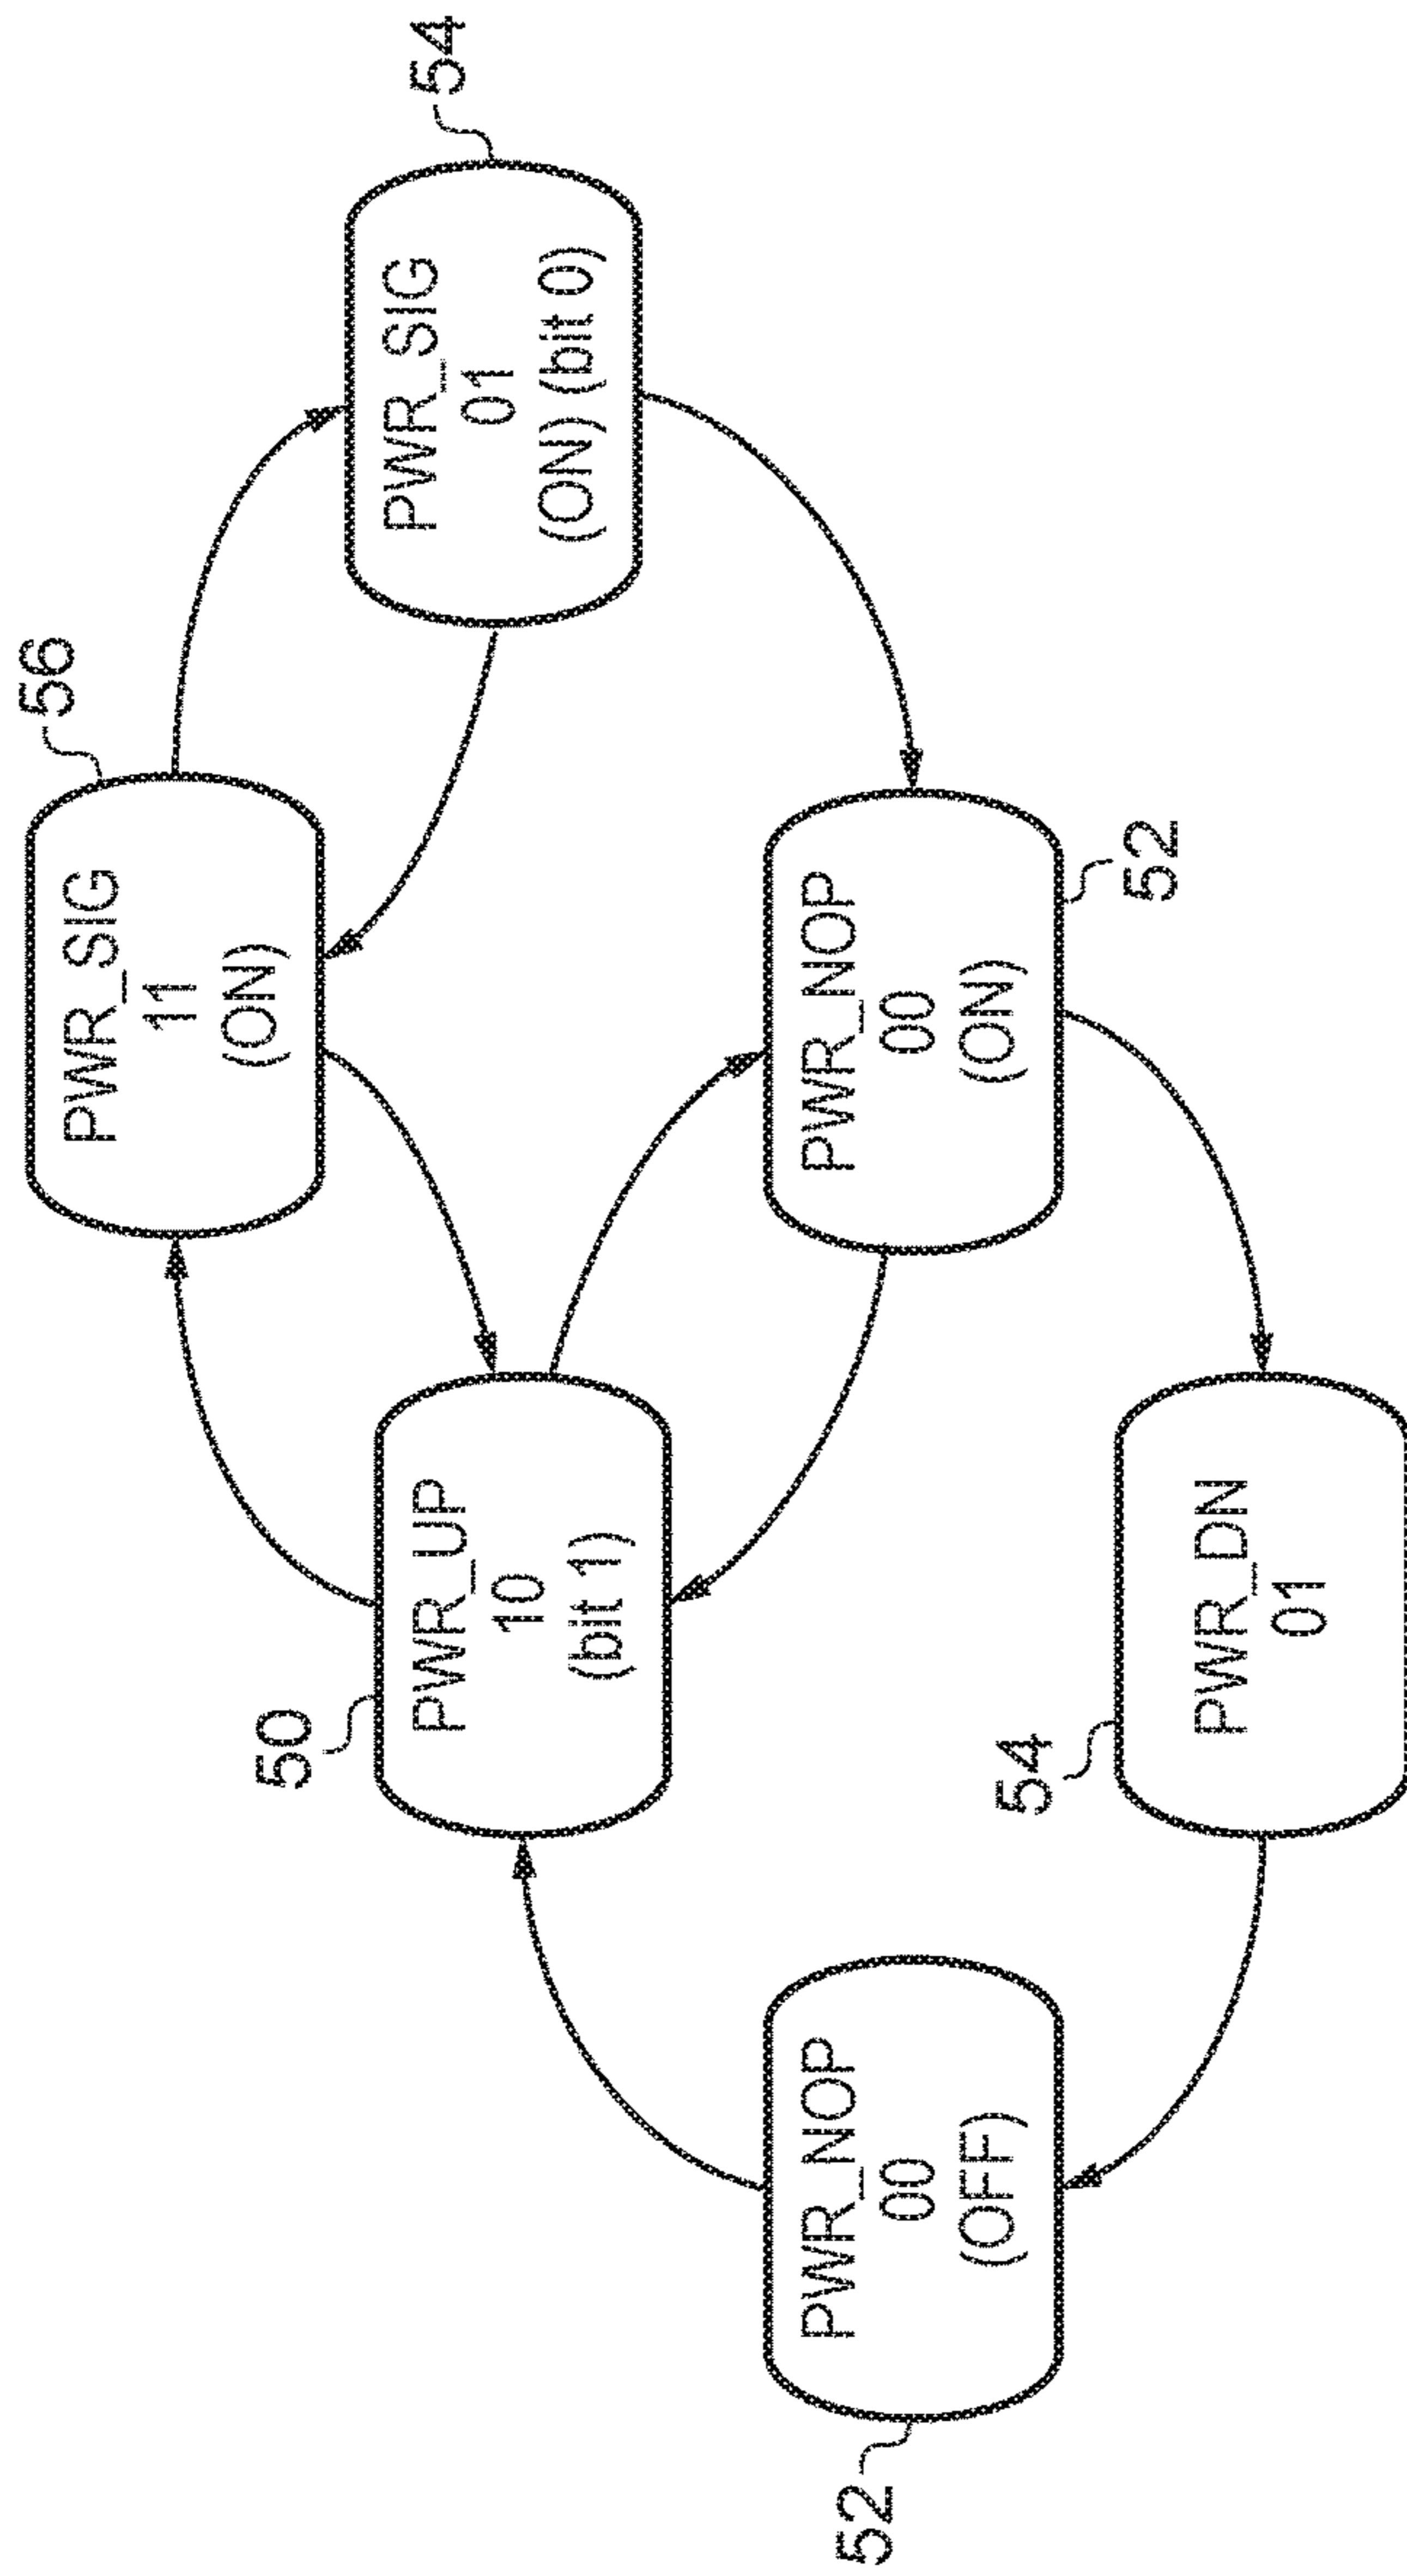 56
PWR_SIG
11
(ON)
50
PWR_UP
10
(bit 1)
54
PWR_SIG
01
(ON) (bit 0)
52
PWR_NOP
00
(OFF)
PWR_NOP
00
(ON)
52
54
PWR_DN
01